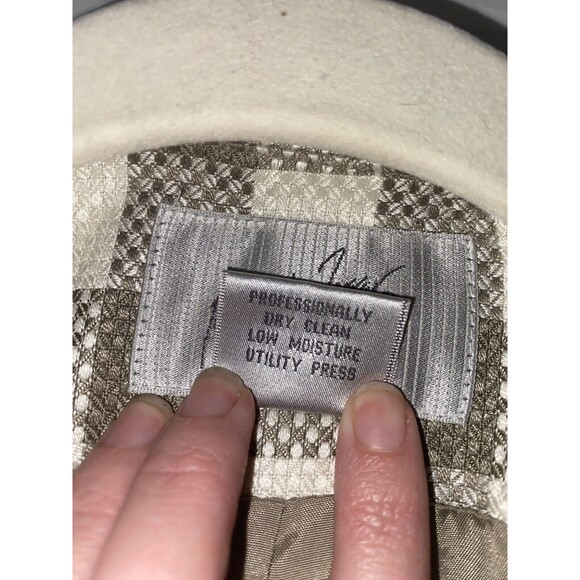 PROFESSIONALLY
DRY CLEAN
LOW MOISTURE
UTILITY PRESS